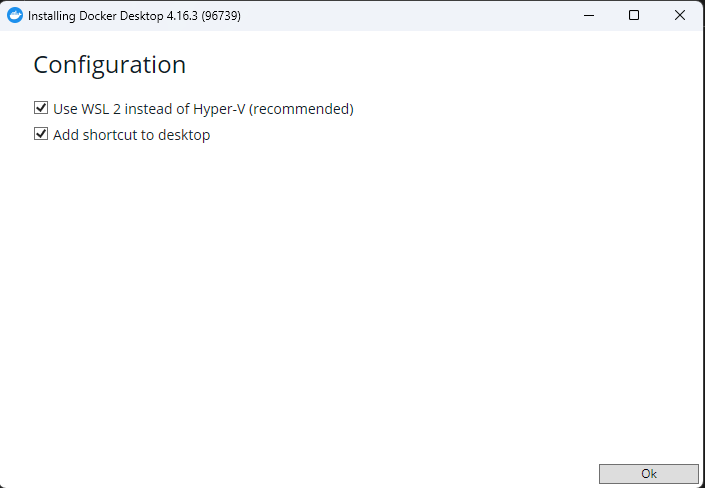 Installing Docker Desktop 4.16.3 (96739)
Configuration
Use WSL 2 instead of Hyper-V (recommended)
Add shortcut to desktop
Ok